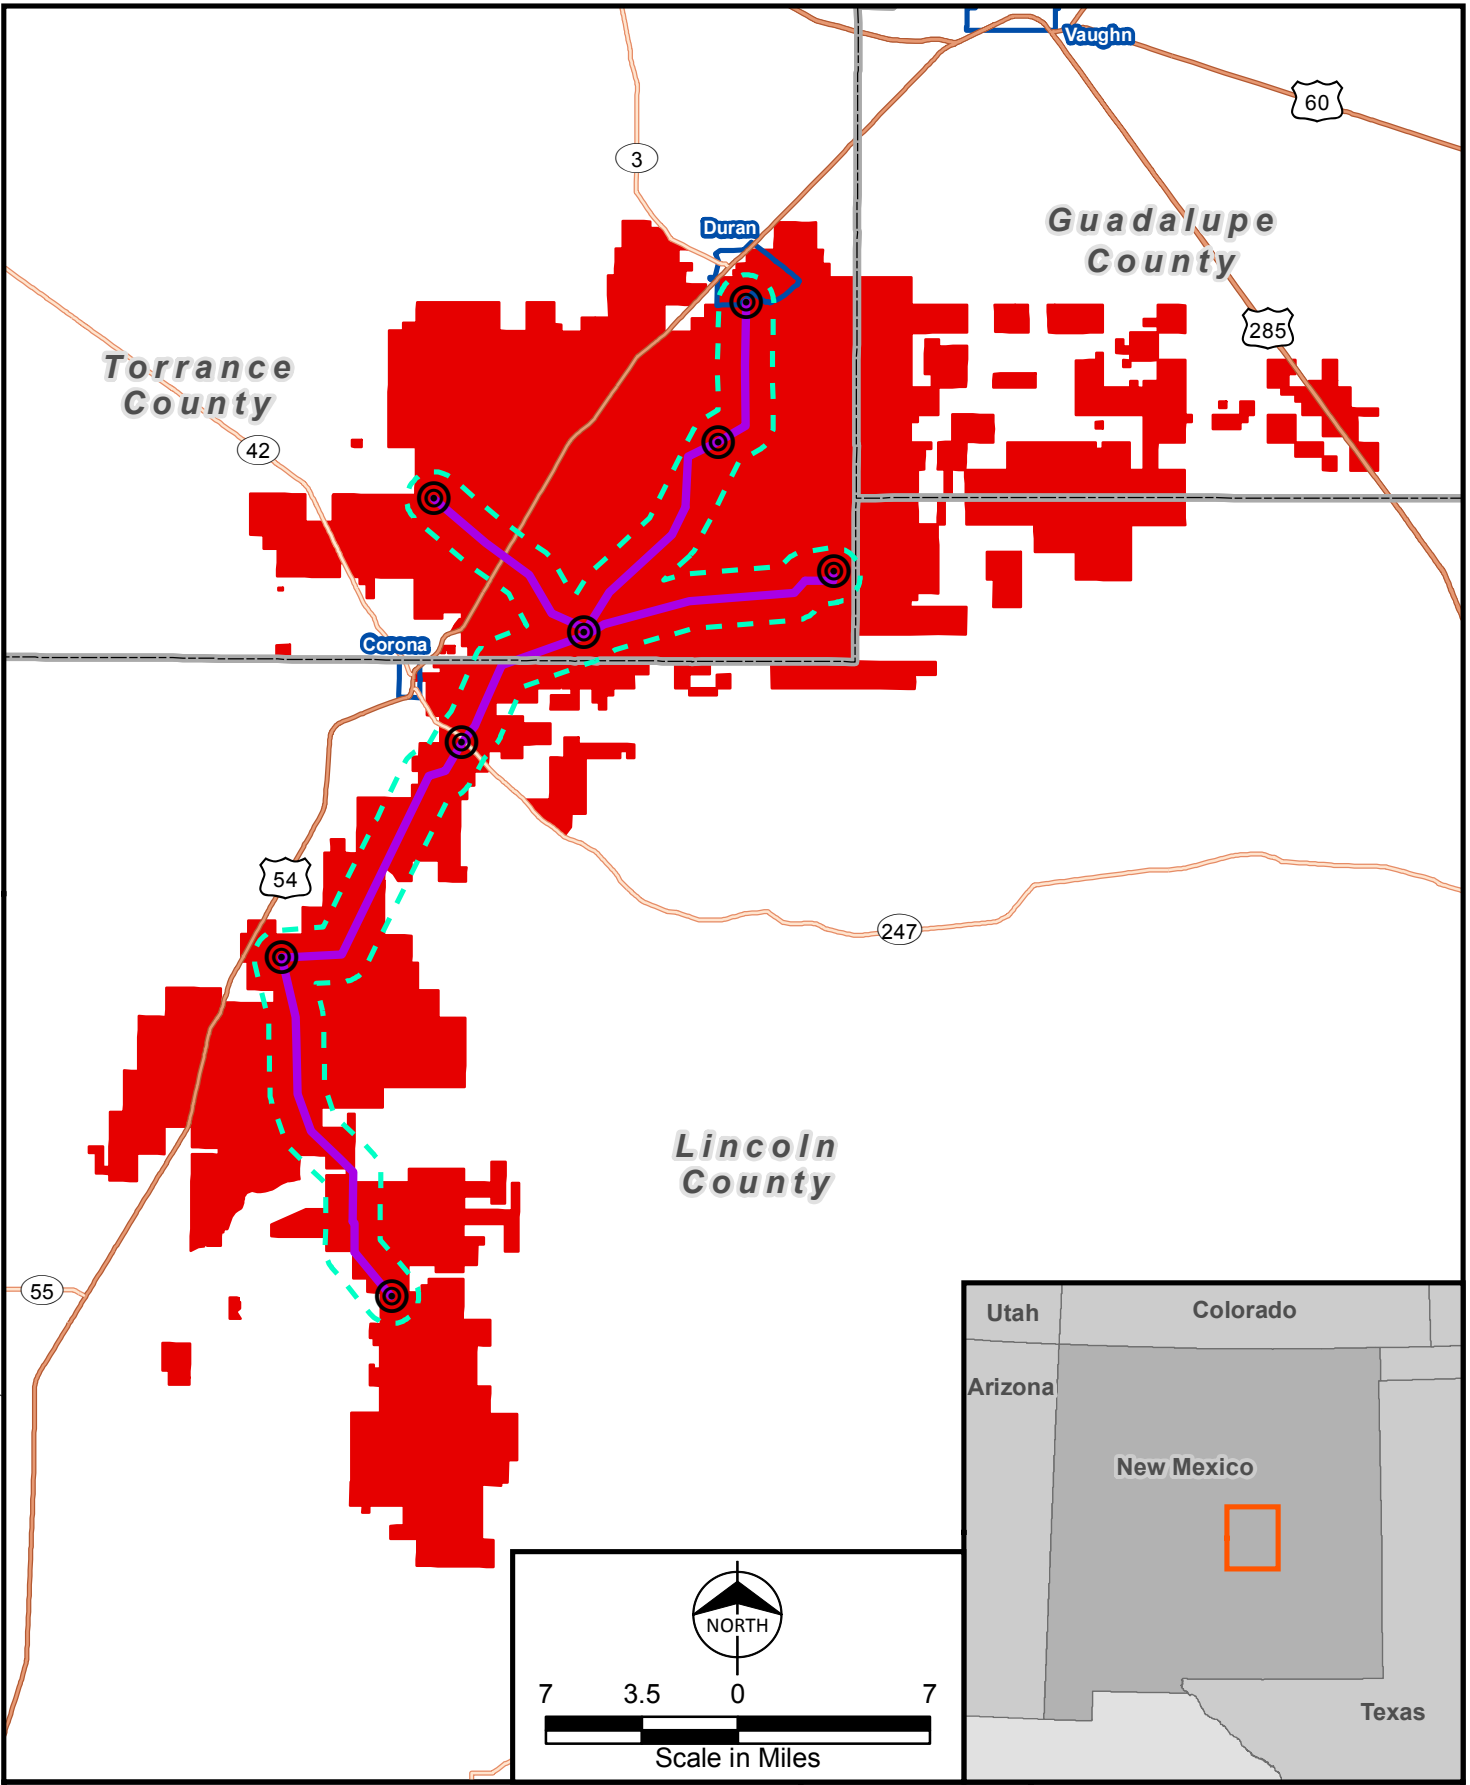 Vaughn
60
3
Duran
Guadalupe
County
285
Torrance
County
42
Corona
54
247
Lincoln
County
55
Utah
Colorado
Arizona
New Mexico
Texas
NORTH
7 3.5 0 7
Scale in Miles